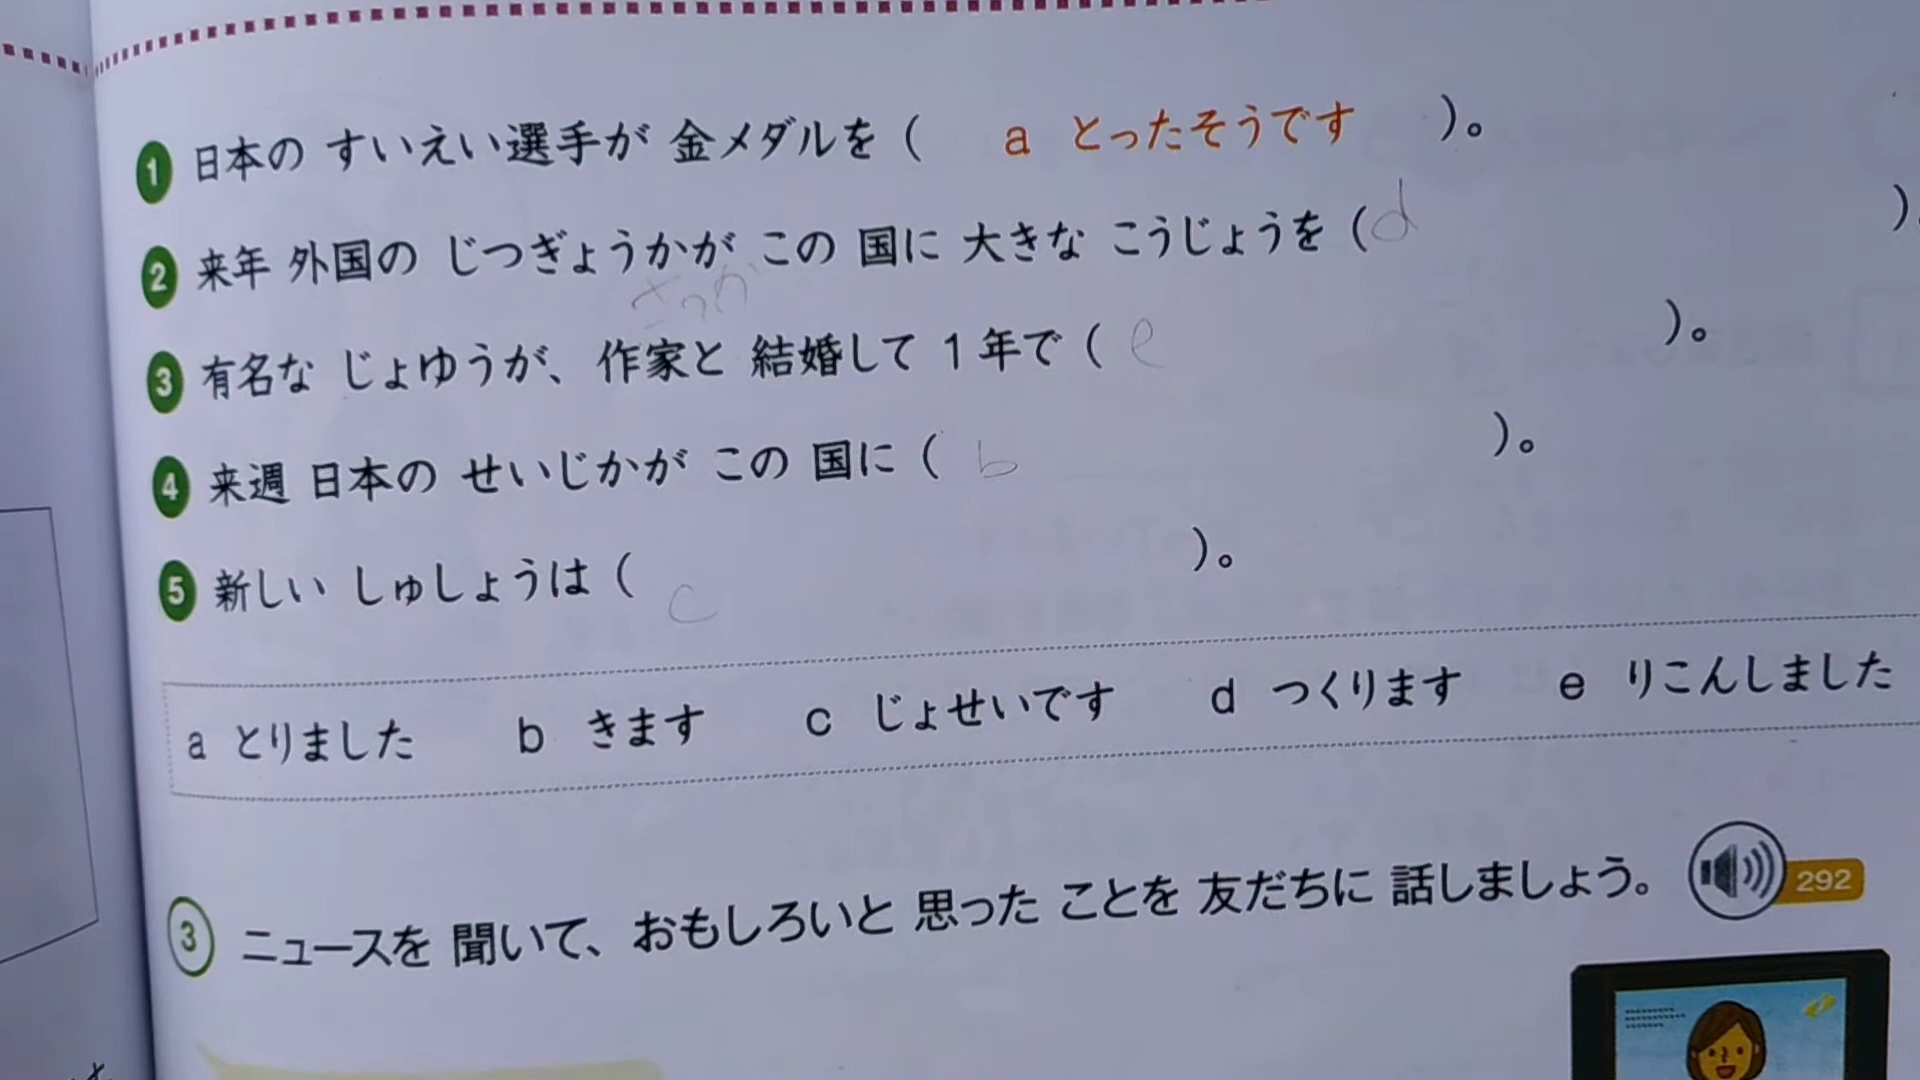 1 日本の すいえい選手が 金メダルを ( a とったそうです )。
2 来年 外国の じつぎょうかが この 国に 大きな こうじょうを ( d )。
さっか
3 有名な じょゆうが、作家と 結婚して 1年で ( e )。
4 来週 日本の せいじかが この 国に ( b )。
5 新しい しゅしょうは ( c )。
a とりました b きます c じょせいです d つくります e りこんしました
3 ニュースを 聞いて、おもしろいと 思った ことを 友だちに 話しましょう。 292